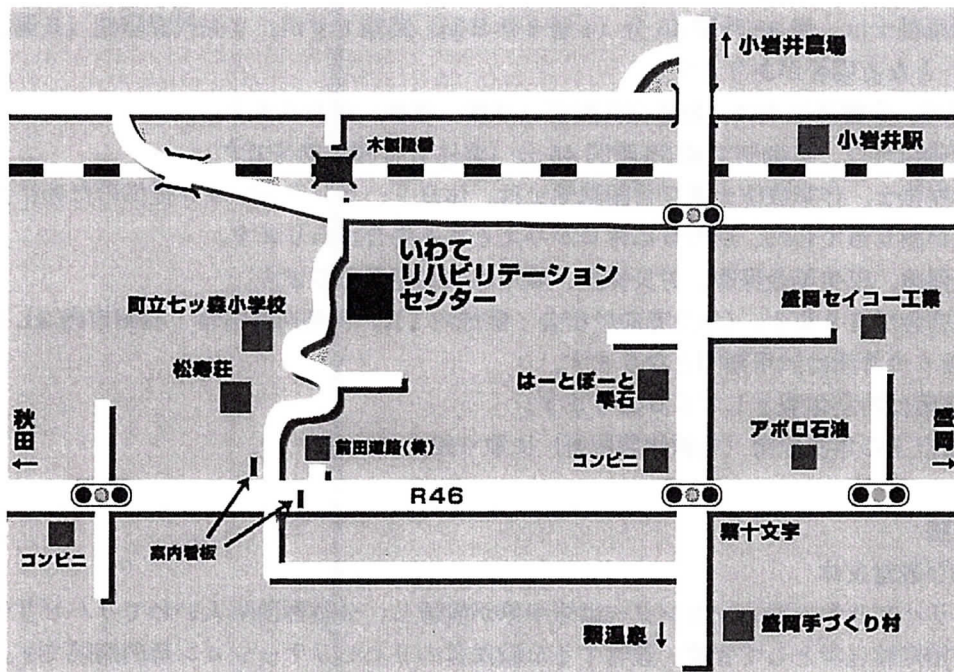 ↑小岩井農場
木製陸橋
小岩井駅
いわて
リハビリテーション
センター
町立七ッ森小学校
盛岡セイコー工業
松寿荘
はーとぽーと
雫石
秋田
←
前田道路(株)
コンビニ
アポロ石油
盛岡
→
R46
コンビニ
案内看板
繋十文字
繋温泉↓
盛岡手づくり村